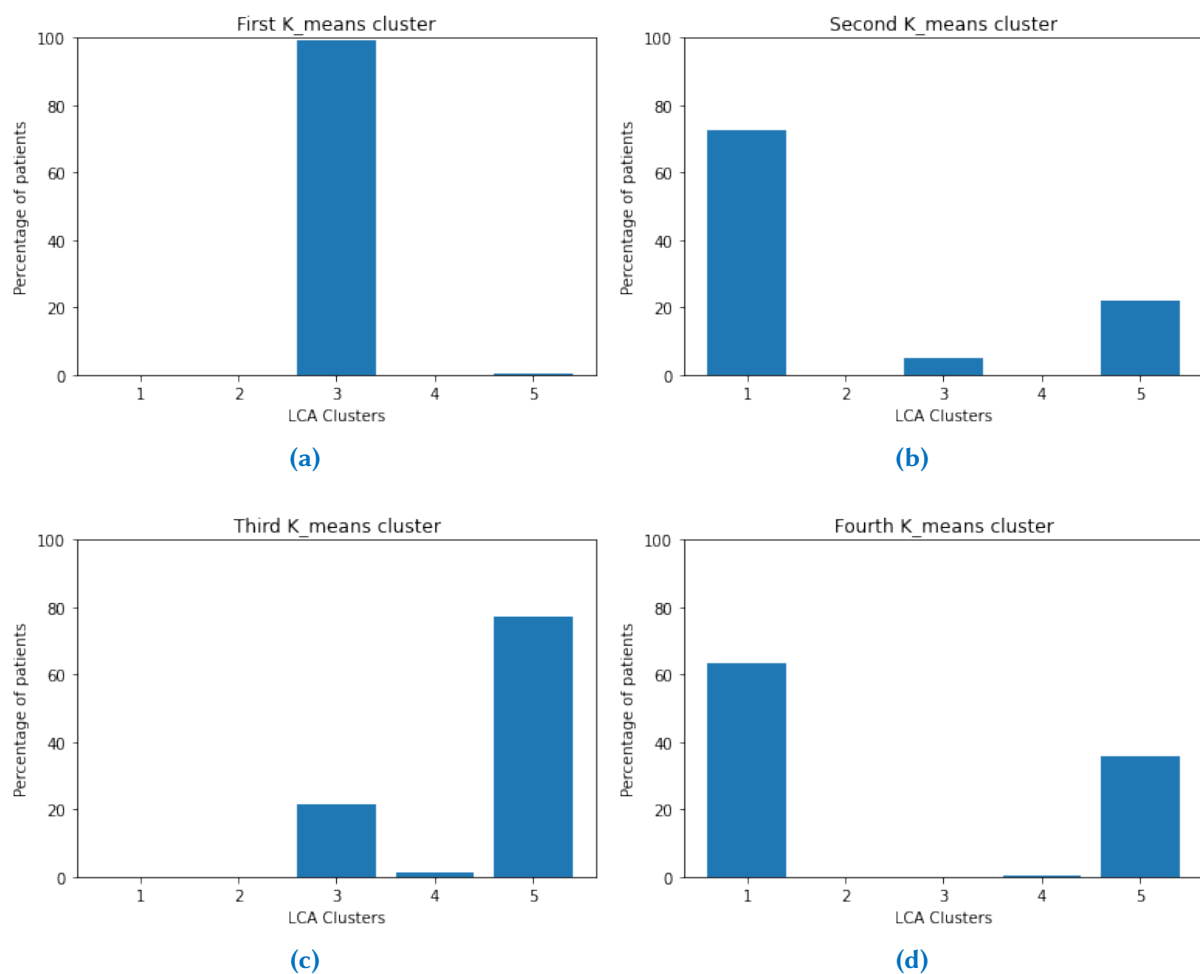 First K_means cluster
100
80
60
40
20
0
Percentage of patients
1 2 3 4 5
LCA Clusters
(a)
Second K_means cluster
100
80
60
40
20
0
Percentage of patients
1 2 3 4 5
LCA Clusters
(b)
Third K_means cluster
100
80
60
40
20
0
Percentage of patients
1 2 3 4 5
LCA Clusters
(c)
Fourth K_means cluster
100
80
60
40
20
0
Percentage of patients
1 2 3 4 5
LCA Clusters
(d)